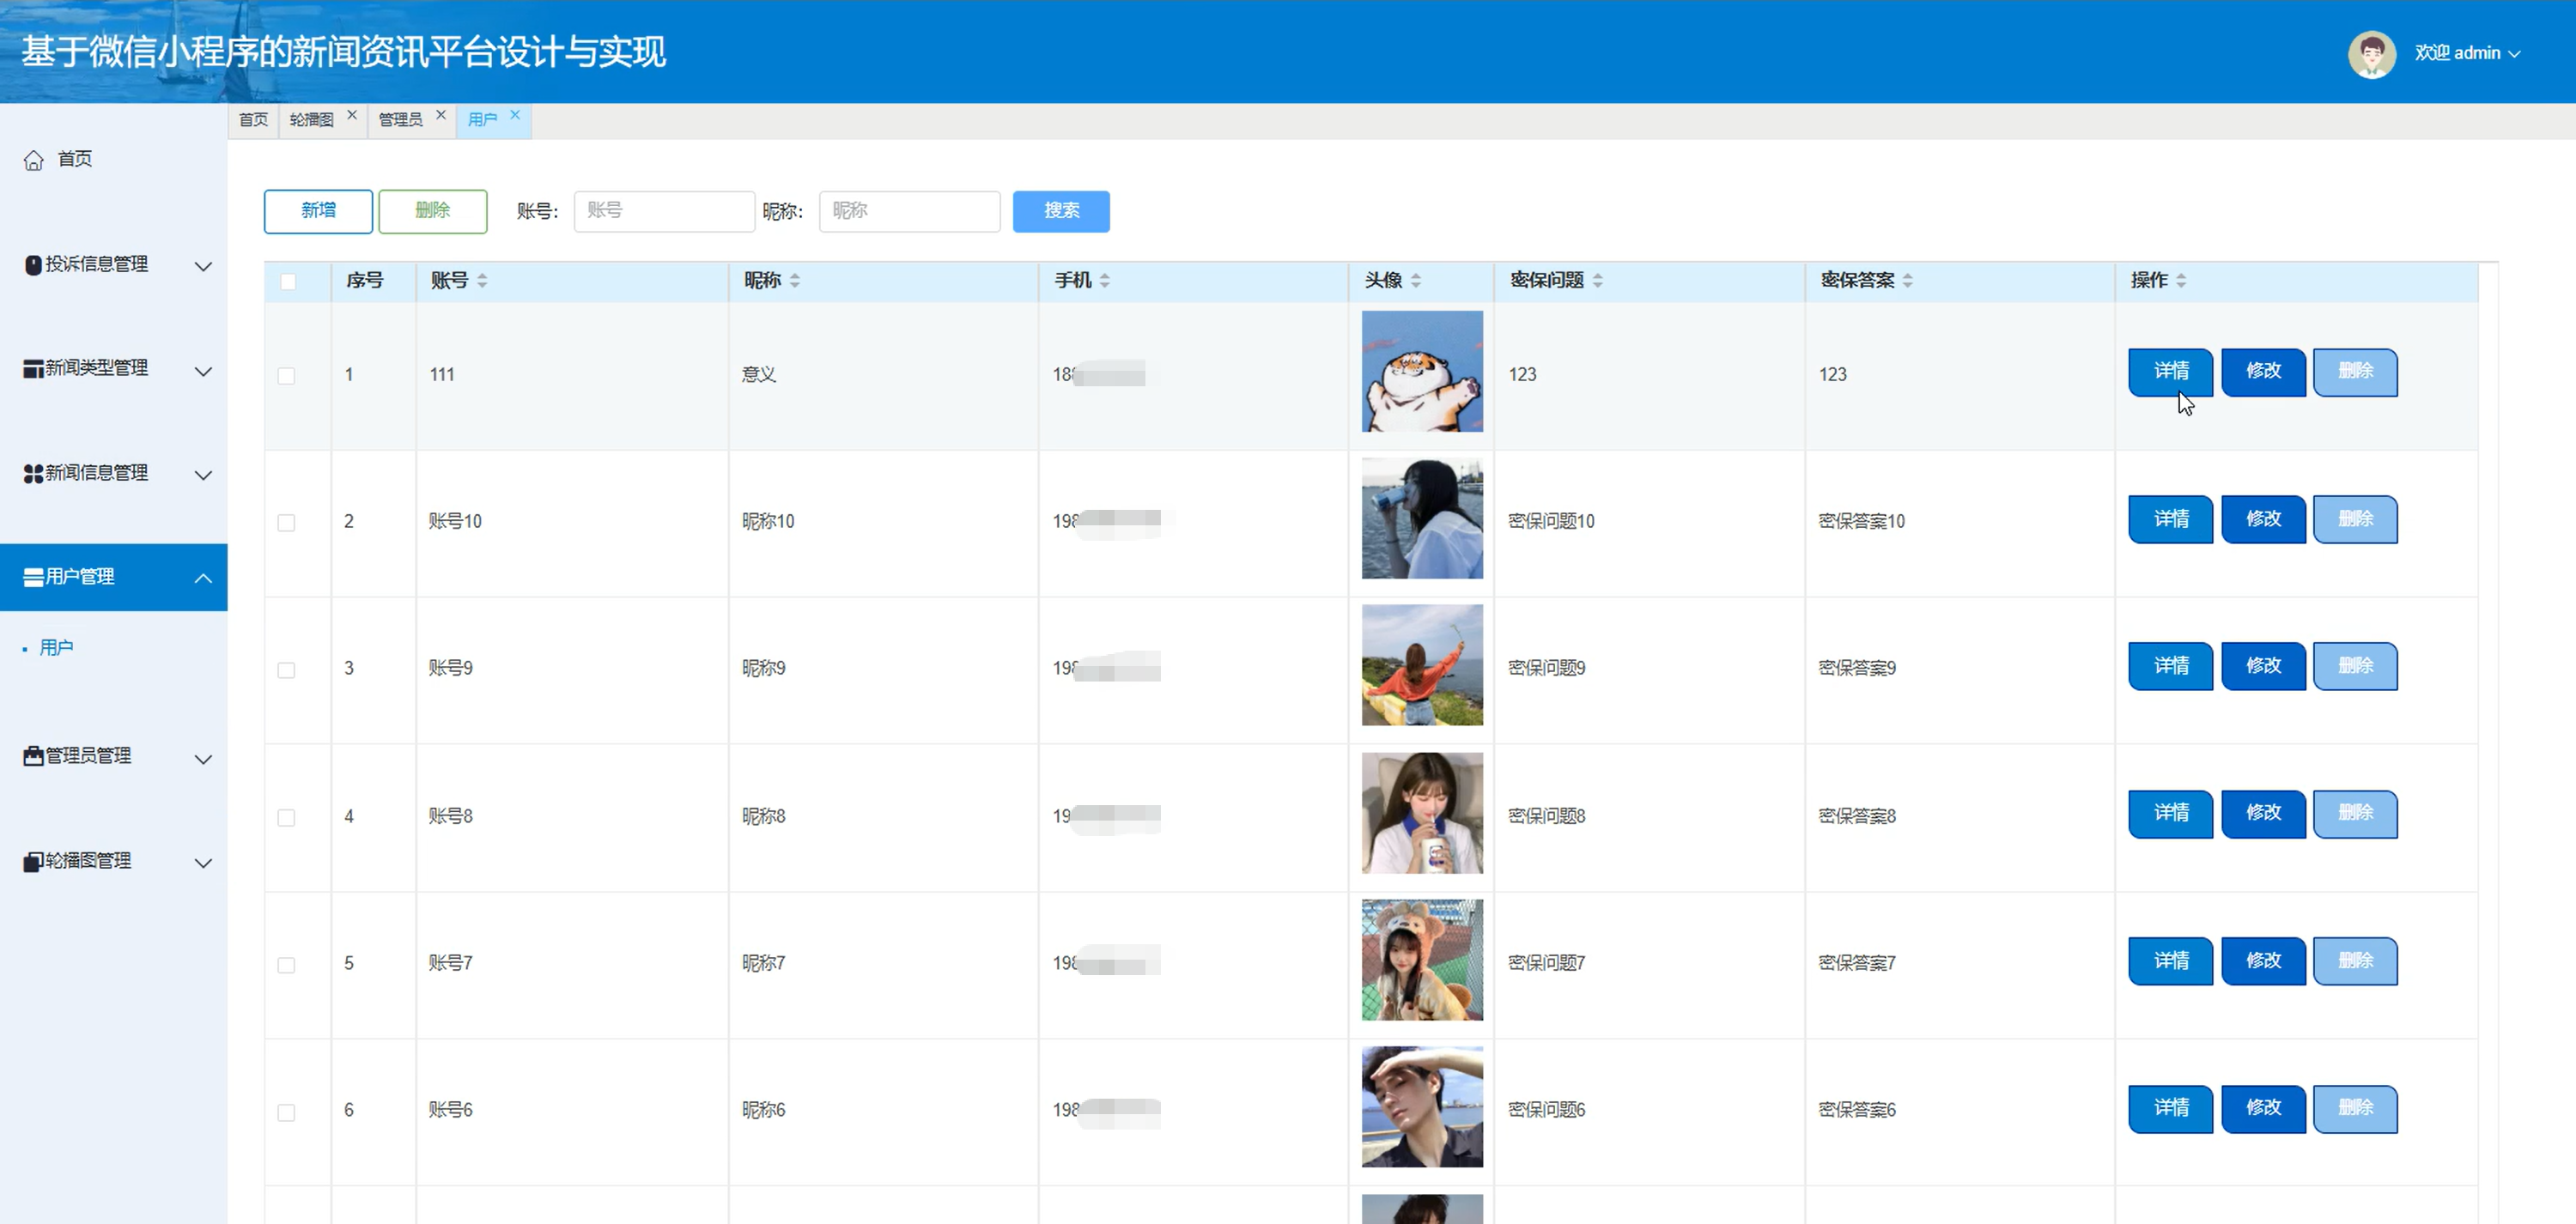 基于微信小程序的新闻资讯平台设计与实现
欢迎 admin
首页 轮播图 管理员 用户
首页
投诉信息管理
新闻类型管理
新闻信息管理
用户管理
用户
管理员管理
轮播图管理
新增 删除 账号: 账号 昵称: 昵称 搜索
序号 账号 昵称 手机 头像 密保问题 密保答案 操作
1 111 意义 18 123 123 详情 修改 删除
2 账号10 昵称10 198 密保问题10 密保答案10 详情 修改 删除
3 账号9 昵称9 198 密保问题9 密保答案9 详情 修改 删除
4 账号8 昵称8 19 密保问题8 密保答案8 详情 修改 删除
5 账号7 昵称7 198 密保问题7 密保答案7 详情 修改 删除
6 账号6 昵称6 198 密保问题6 密保答案6 详情 修改 删除